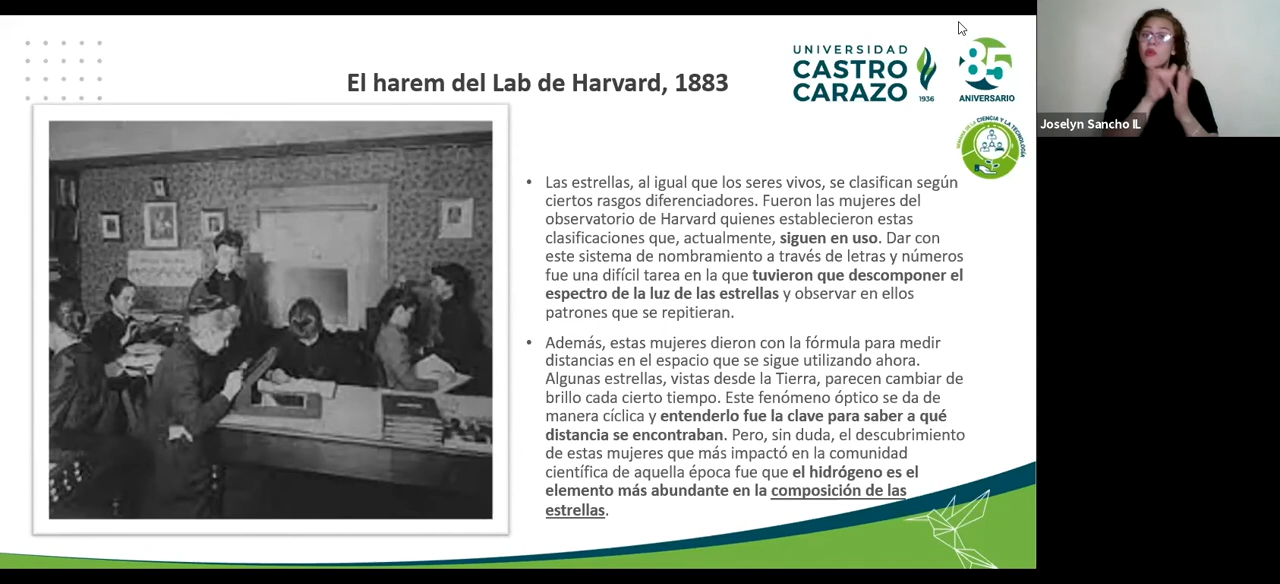 El harem del Lab de Harvard, 1883
UNIVERSIDAD
CASTRO
CARAZO
1936
85
ANIVERSARIO
SEMANA DE LA CIENCIA Y LA TECNOLOGÍA
Joselyn Sancho IL
• Las estrellas, al igual que los seres vivos, se clasifican según
ciertos rasgos diferenciadores. Fueron las mujeres del
observatorio de Harvard quienes establecieron estas
clasificaciones que, actualmente, siguen en uso. Dar con
este sistema de nombramiento a través de letras y números
fue una difícil tarea en la que tuvieron que descomponer el
espectro de la luz de las estrellas y observar en ellos
patrones que se repitieran.
• Además, estas mujeres dieron con la fórmula para medir
distancias en el espacio que se sigue utilizando ahora.
Algunas estrellas, vistas desde la Tierra, parecen cambiar de
brillo cada cierto tiempo. Este fenómeno óptico se da de
manera cíclica y entenderlo fue la clave para saber a qué
distancia se encontraban. Pero, sin duda, el descubrimiento
de estas mujeres que más impactó en la comunidad
científica de aquella época fue que el hidrógeno es el
elemento más abundante en la composición de las
estrellas.